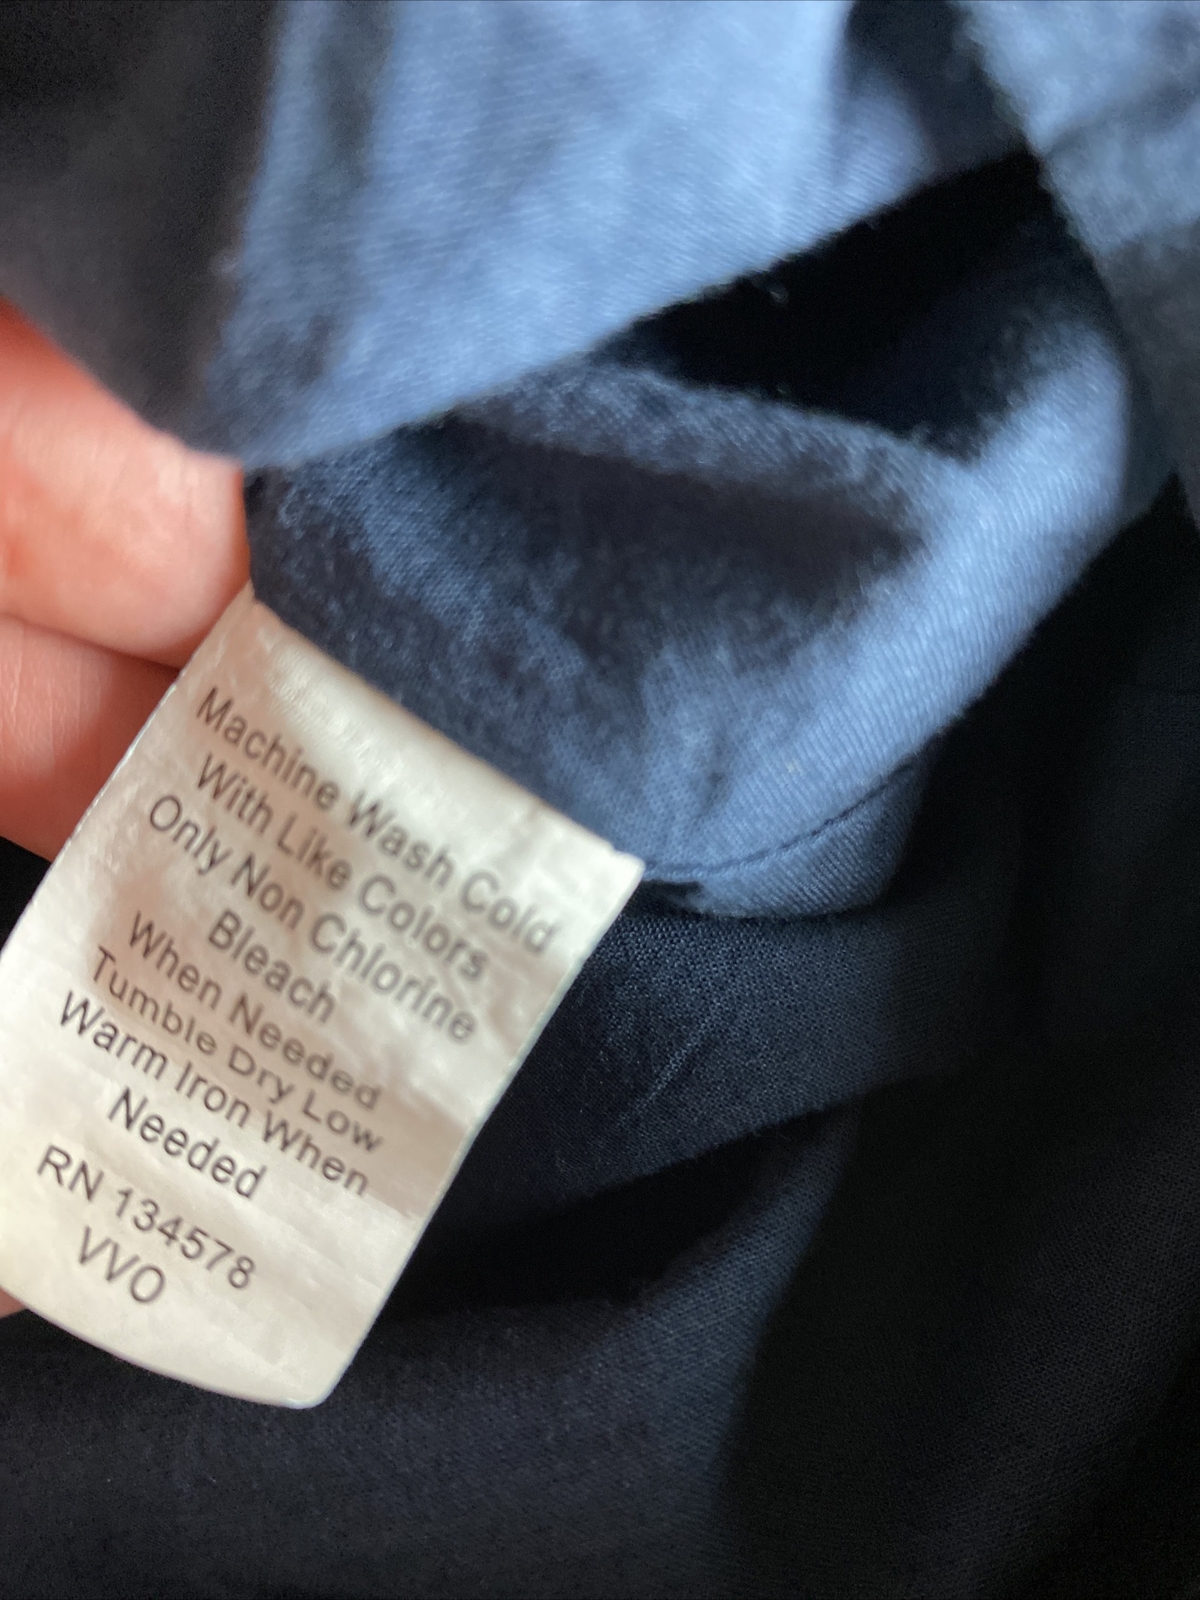 Machine Wash Cold
With Like Colors
Only Non Chlorine
Bleach
When Needed
Tumble Dry Low
Warm Iron When
Needed
RN 134578
VVO